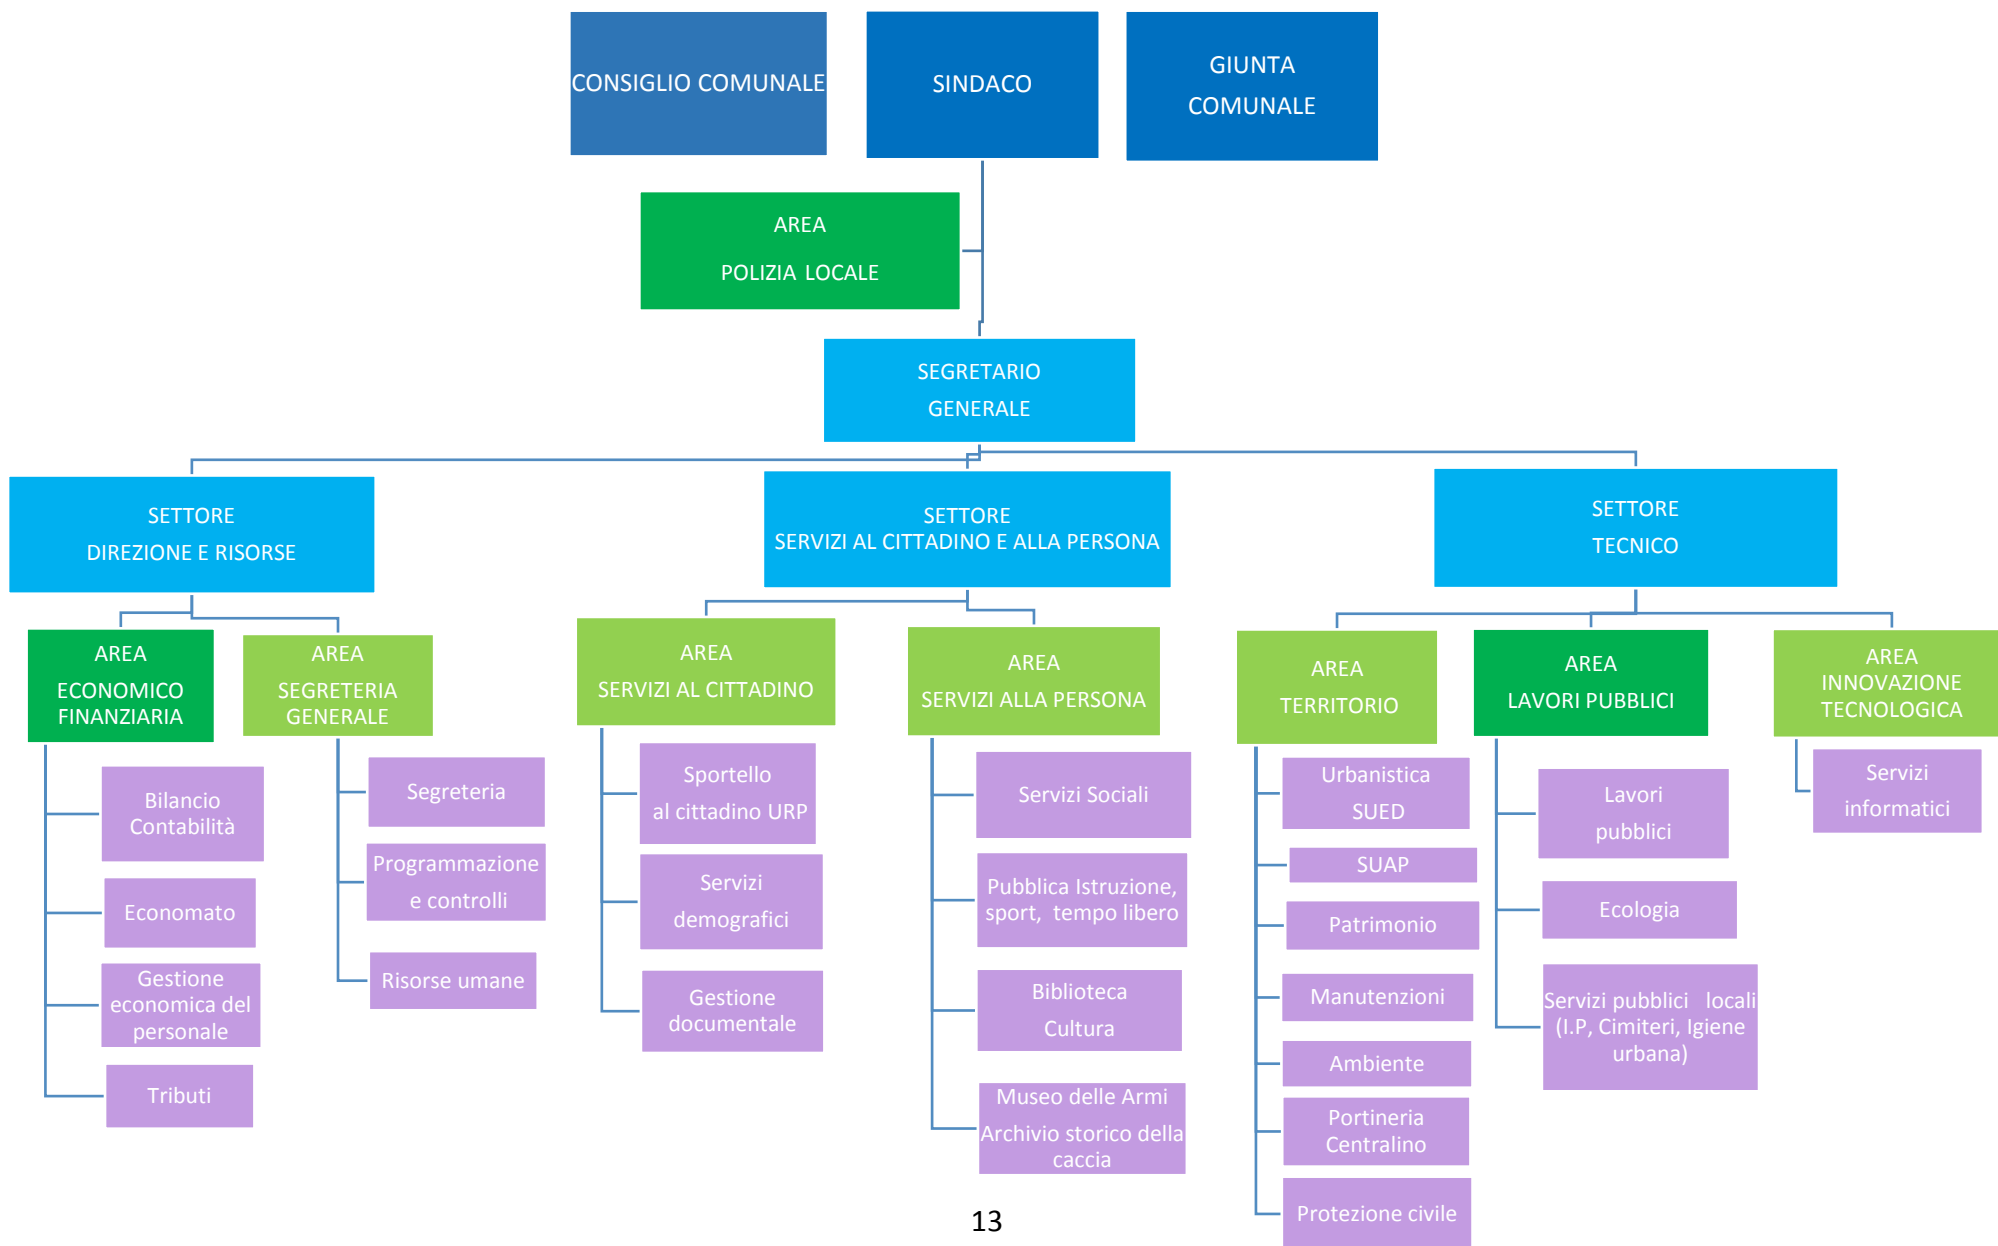 CONSIGLIO COMUNALE
SINDACO
GIUNTA
COMUNALE
AREA
POLIZIA LOCALE
SEGRETARIO
GENERALE
SETTORE
DIREZIONE E RISORSE
SETTORE
SERVIZI AL CITTADINO E ALLA PERSONA
SETTORE
TECNICO
AREA
ECONOMICO
FINANZIARIA
Bilancio
Contabilità
Economato
Gestione
economica del
personale
Tributi
AREA
SEGRETERIA
GENERALE
Segreteria
Programmazione
e controlli
Risorse umane
AREA
SERVIZI AL CITTADINO
Sportello
al cittadino URP
Servizi
demografici
Gestione
documentale
AREA
SERVIZI ALLA PERSONA
Servizi Sociali
Pubblica Istruzione,
sport, tempo libero
Biblioteca
Cultura
Museo delle Armi
Archivio storico della
caccia
AREA
TERRITORIO
Urbanistica
SUED
SUAP
Patrimonio
Manutenzioni
Ambiente
Portineria
Centralino
Protezione civile
AREA
LAVORI PUBBLICI
Lavori
pubblici
Ecologia
Servizi pubblici locali
(I.P, Cimiteri, Igiene
urbana)
AREA
INNOVAZIONE
TECNOLOGICA
Servizi
informatici
13